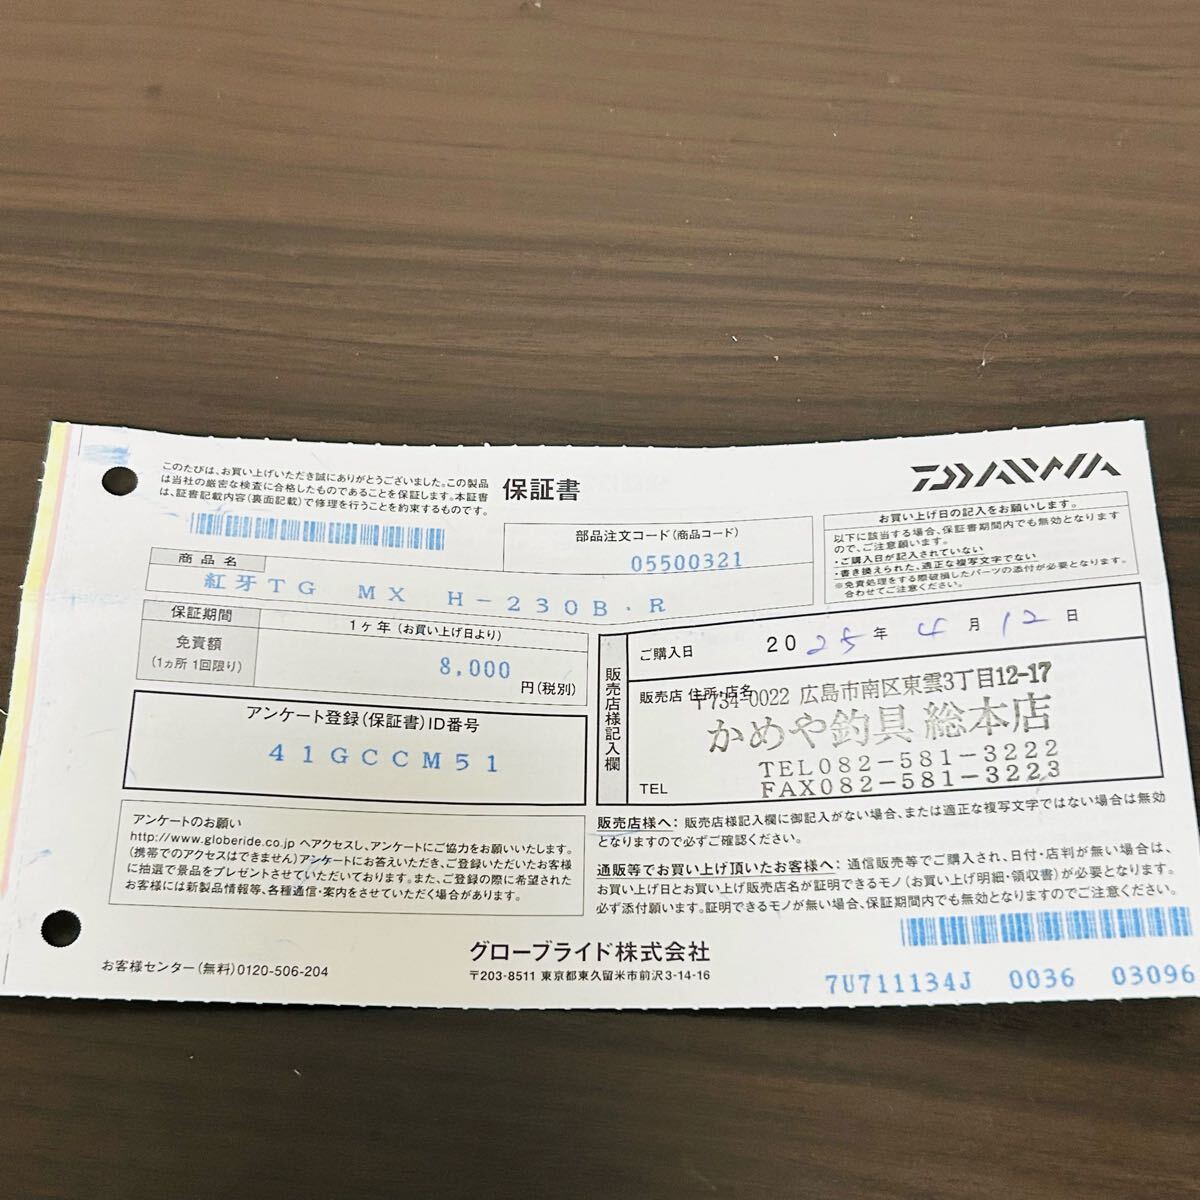 このたびは、お買い上げいただき誠にありがとうございました。この製品
は当社の厳密な検査に合格したものであることを保証します。本証書
は、証書記載内容(裏面記載)で修理を行うことを約束するものです。
保証書
DAIWA
部品注文コード(商品コード)
05500321
お買い上げ日の記入をお願いします。
以下に該当する場合、保証書期間内でも無効となります
ので、ご注意願います。
・ご購入日が記入されていない
・書き換えられた、適正な複写文字でない
※免責処理をする際破損したパーツの添付が必要となります。
合わせてご注意ください。
商品名
紅牙TG MX H-230B・R
保証期間
1ヶ年(お買い上げ日より)
免責額
(1ヵ所 1回限り)
8,000
円(税別)
アンケート登録(保証書)ID番号
41GCCM51
販売店様記入欄
ご購入日
2025年4月12日
販売店 住所・店名
〒734-0022 広島市南区東雲3丁目12-17
かめや釣具 総本店
TEL082-581-3222
FAX082-581-3223
TEL
アンケートのお願い
http://www.globeride.co.jp へアクセスし、アンケートにご協力をお願いいたします。
(携帯でのアクセスはできません)アンケートにお答えいただき、ご登録いただいたお客様
に抽選で景品をプレゼントさせていただいております。また、ご登録の際に希望された
お客様には新製品情報等、各種通信・案内をさせていただく場合があります。
販売店様へ:販売店様記入欄に御記入がない場合、または適正な複写文字ではない場合は無効
となりますので必ずご確認ください。
通販等でお買い上げ頂いたお客様へ:通信販売等でご購入され、日付・店判が無い場合は、
お買い上げ日とお買い上げ販売店名が証明できるモノ(お買い上げ明細・領収書)が必要となります。
必ず添付願います。証明できるモノが無い場合、保証期間内でも無効となりますのでご注意ください。
お客様センター(無料)0120-506-204
グローブライド株式会社
〒203-8511 東京都東久留米市前沢3-14-16
7U711134J 0036 03096